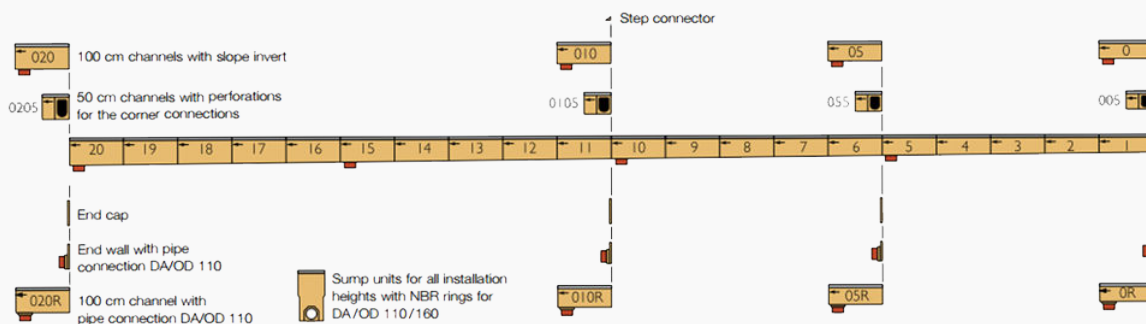 Step connector
020 100 cm channels with slope invert 010 05 0
0205 50 cm channels with perforations
for the corner connections 0105 055 005
20 19 18 17 16 15 14 13 12 11 10 9 8 7 6 5 4 3 2 1
End cap
End wall with pipe
connection DA/OD 110
020R 100 cm channel with
pipe connection DA/OD 110
Sump units for all installation
heights with NBR rings for
DA/OD 110/160
010R 05R 0R